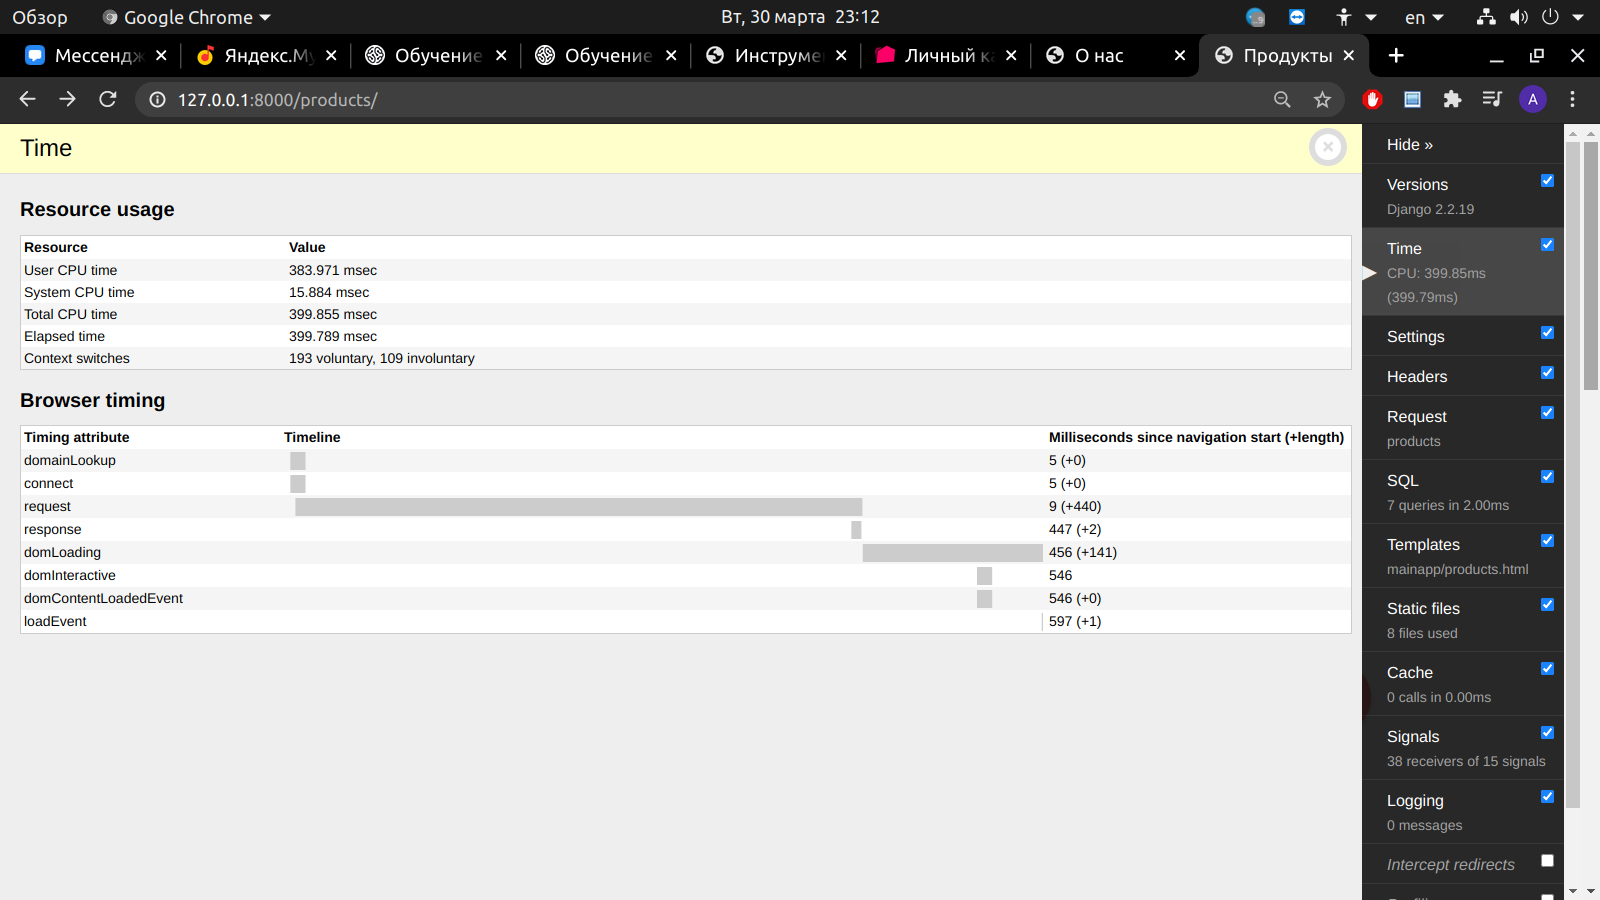 Обзор
Google Chrome
Вт, 30 марта 23:12
en
Мессендж
Яндекс.Му
Обучение
Обучение
Инструмен
Личный ка
О нас
Продукты
127.0.0.1:8000/products/
A
Time
Resource usage
Resource Value
User CPU time 383.971 msec
System CPU time 15.884 msec
Total CPU time 399.855 msec
Elapsed time 399.789 msec
Context switches 193 voluntary, 109 involuntary
Browser timing
Timing attribute Timeline Milliseconds since navigation start (+length)
domainLookup 5 (+0)
connect 5 (+0)
request 9 (+440)
response 447 (+2)
domLoading 456 (+141)
domInteractive 546
domContentLoadedEvent 546 (+0)
loadEvent 597 (+1)
Hide »
Versions
Django 2.2.19
Time
CPU: 399.85ms
(399.79ms)
Settings
Headers
Request
products
SQL
7 queries in 2.00ms
Templates
mainapp/products.html
Static files
8 files used
Cache
0 calls in 0.00ms
Signals
38 receivers of 15 signals
Logging
0 messages
Intercept redirects